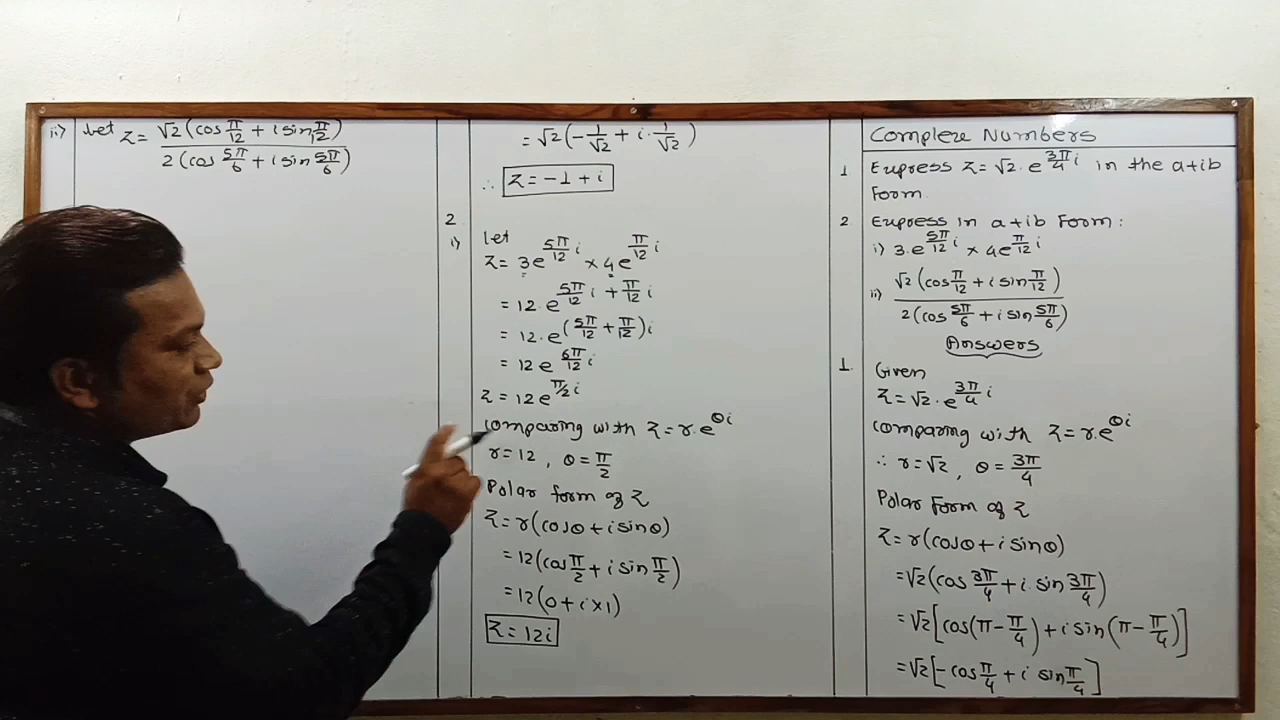 Complex Numbers
1 Express z = √2 · e^(3π/4 i) in the a+ib
Form.
2 Express in a+ib Form:
i) 3·e^(5π/12 i) × 4e^(π/12 i)
ii) √2(cos π/12 + i sin π/12) / 2(cos 5π/6 + i sin 5π/6)
Answers
1. Given
z = √2 · e^(3π/4 i)
comparing with z = r·e^(θi)
∴ r = √2, θ = 3π/4
Polar Form of z
z = r(cosθ + i sinθ)
= √2(cos 3π/4 + i sin 3π/4)
= √2[cos(π - π/4) + i sin(π - π/4)]
= √2[-cos π/4 + i sin π/4]
= √2(-1/√2 + i · 1/√2)
∴ z = -1 + i
2
i) let
z = 3e^(5π/12 i) × 4e^(π/12 i)
= 12·e^(5π/12 i + π/12 i)
= 12·e^((5π/12 + π/12)i)
= 12e^(6π/12 i)
z = 12e^(π/2 i)
comparing with z = r·e^(θi)
r = 12, θ = π/2
Polar form of z
z = r(cosθ + i sinθ)
= 12(cos π/2 + i sin π/2)
= 12(0 + i×1)
z = 12i
ii) Let z = √2(cos π/12 + i sin π/12) / 2(cos 5π/6 + i sin 5π/6)